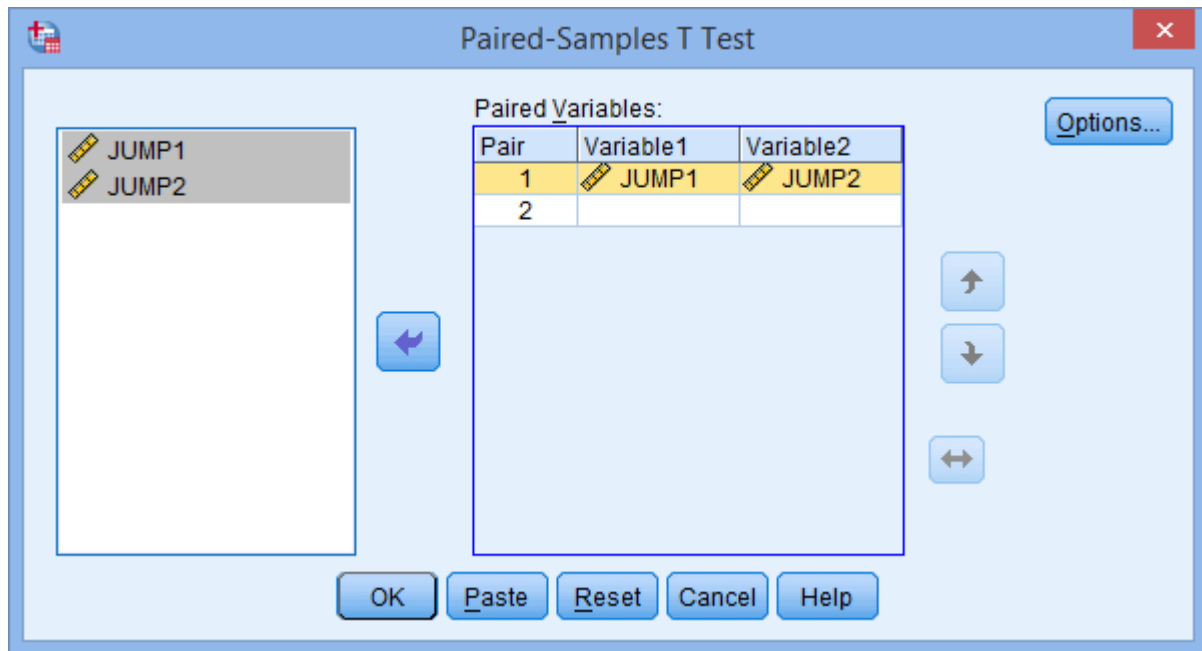 Paired-Samples T Test
Paired Variables:
Options...
JUMP1
JUMP2
Pair Variable1 Variable2
1 JUMP1 JUMP2
2
OK Paste Reset Cancel Help